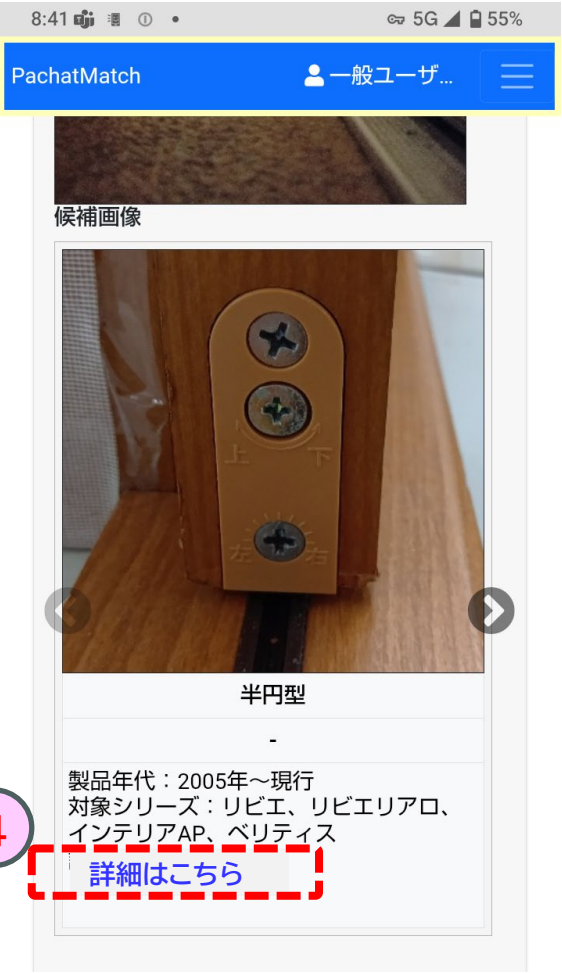 8:41 5G 55%
PachatMatch 一般ユーザ...
候補画像
上 下
左 右
半円型
-
製品年代：2005年～現行
対象シリーズ：リビエ、リビエリアロ、
インテリアAP、ベリティス
詳細はこちら